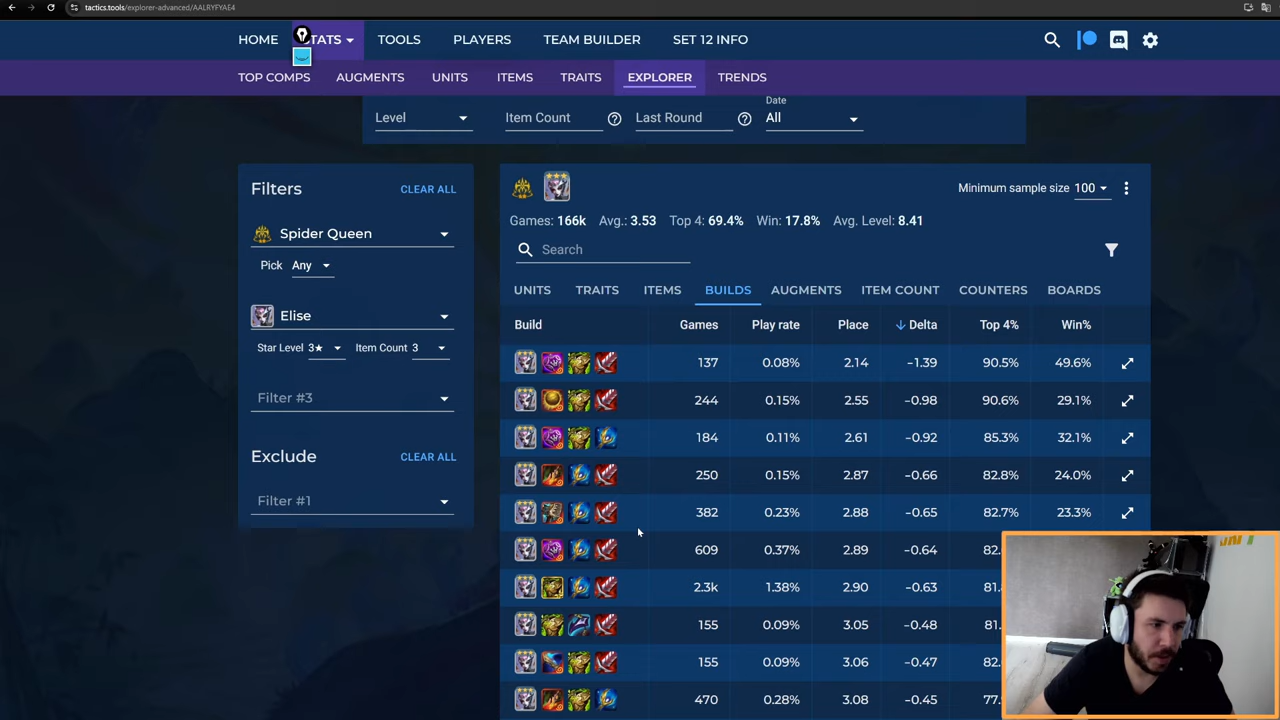 tactics.tools/explorer-advanced/AALRYFYAE4
HOME STATS TOOLS PLAYERS TEAM BUILDER SET 12 INFO
TOP COMPS AUGMENTS UNITS ITEMS TRAITS EXPLORER TRENDS
Level Item Count Last Round Date
All
Filters CLEAR ALL
Spider Queen
Pick Any
Elise
Star Level 3★ Item Count 3
Filter #3
Exclude CLEAR ALL
Filter #1
Minimum sample size 100
Games: 166k Avg.: 3.53 Top 4: 69.4% Win: 17.8% Avg. Level: 8.41
Search
UNITS TRAITS ITEMS BUILDS AUGMENTS ITEM COUNT COUNTERS BOARDS
Build Games Play rate Place Delta Top 4% Win%
137 0.08% 2.14 −1.39 90.5% 49.6%
244 0.15% 2.55 −0.98 90.6% 29.1%
184 0.11% 2.61 −0.92 85.3% 32.1%
250 0.15% 2.87 −0.66 82.8% 24.0%
382 0.23% 2.88 −0.65 82.7% 23.3%
609 0.37% 2.89 −0.64 82.
2.3k 1.38% 2.90 −0.63 81.
155 0.09% 3.05 −0.48 81.
155 0.09% 3.06 −0.47 82.
470 0.28% 3.08 −0.45 77.